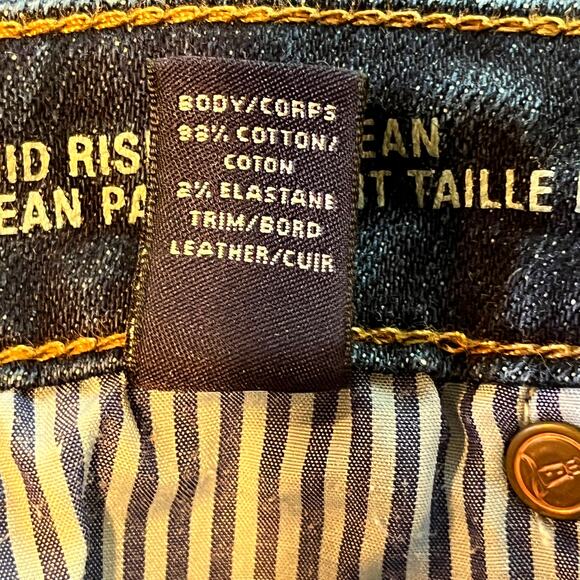 BODY/CORPS
98% COTTON/
COTON
2% ELASTANE
TRIM/BORD
LEATHER/CUIR
ID RIS EAN
EAN PA T TAILLE